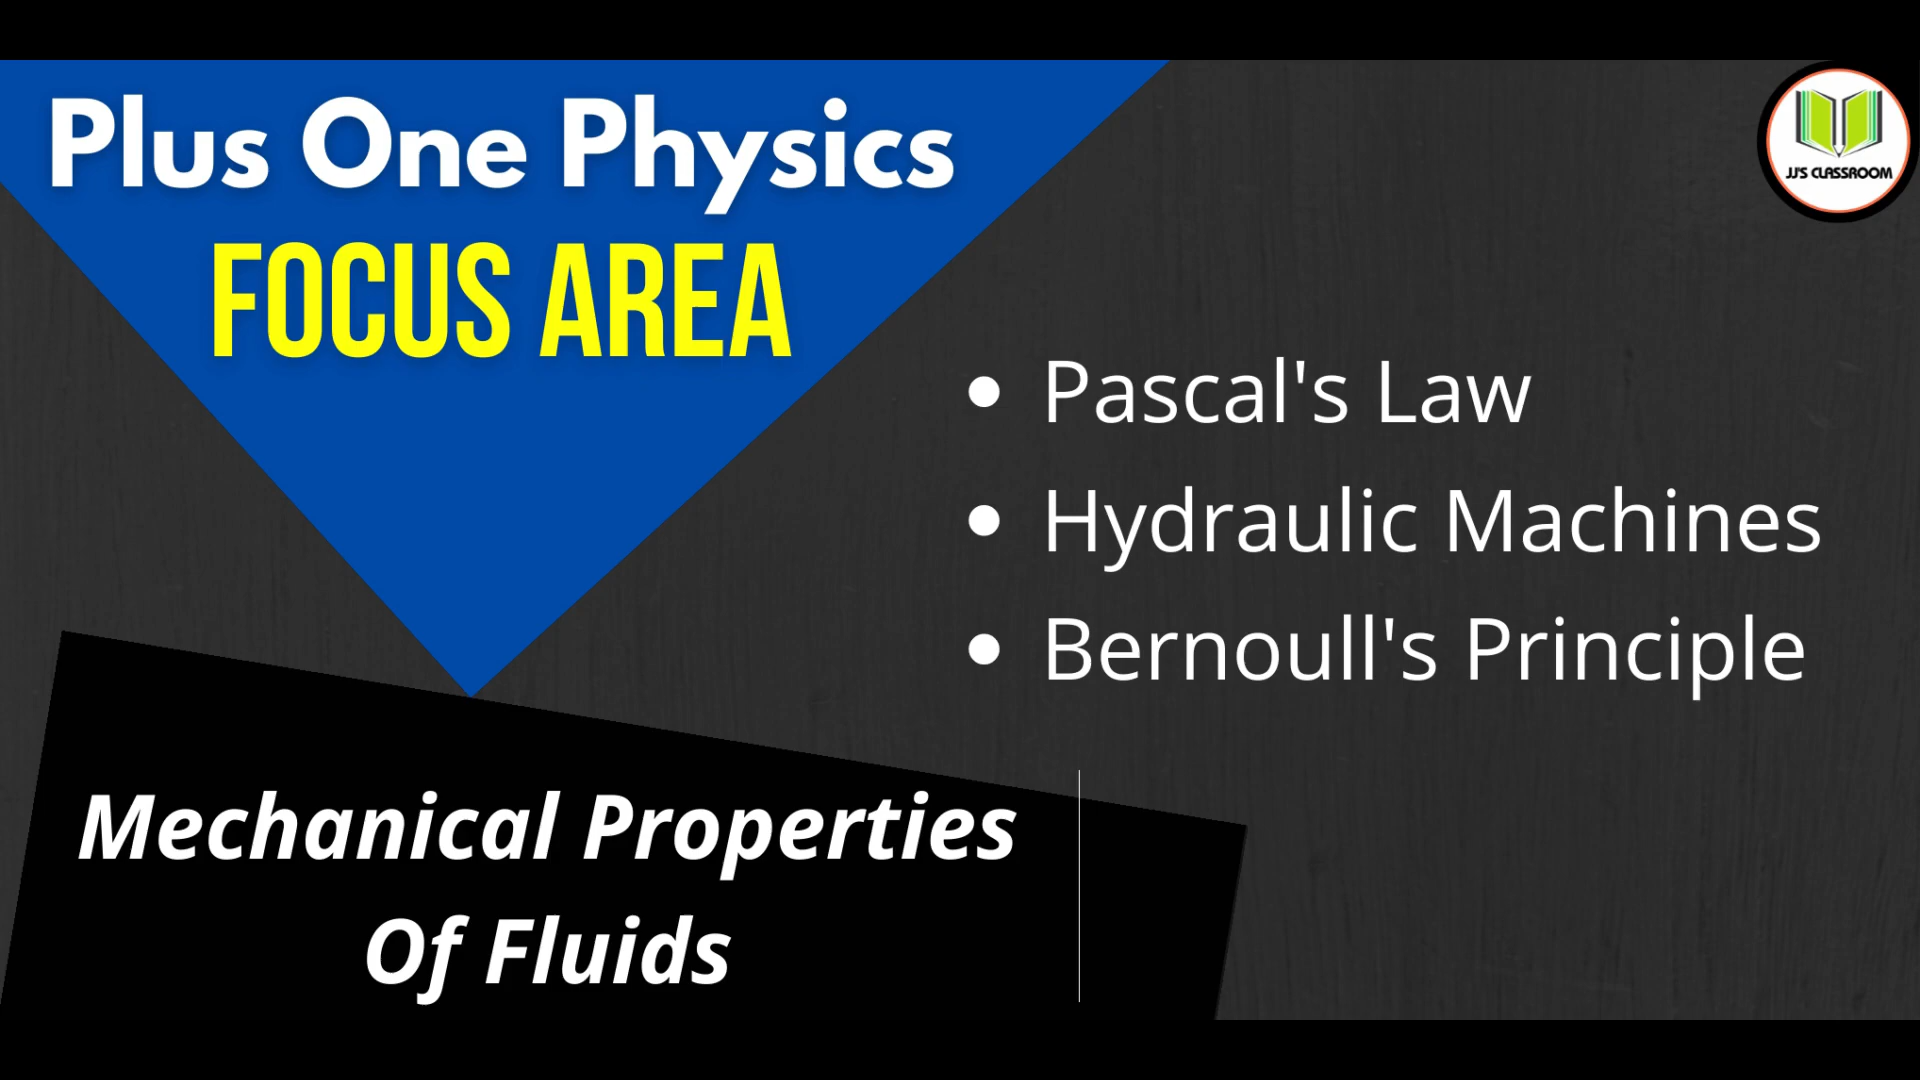 Plus One Physics
FOCUS AREA
JJ'S CLASSROOM
Pascal's Law
Hydraulic Machines
Bernoull's Principle
Mechanical Properties
Of Fluids